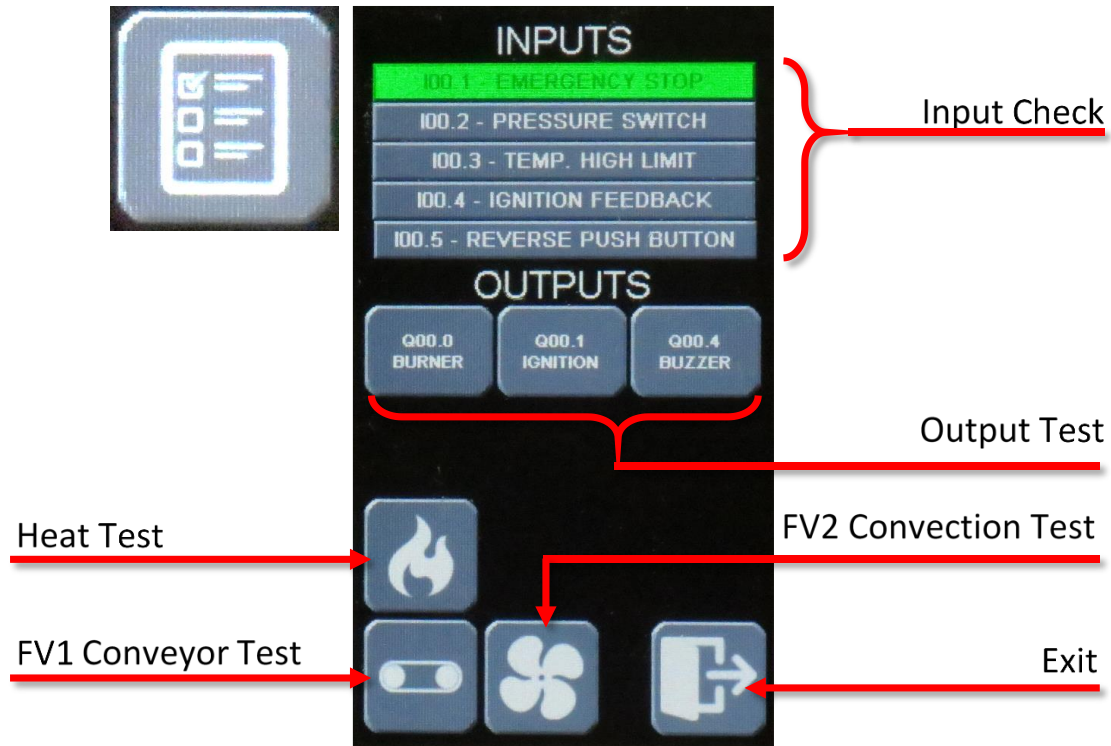 INPUTS
I00.1 - EMERGENCY STOP
I00.2 - PRESSURE SWITCH
I00.3 - TEMP. HIGH LIMIT
I00.4 - IGNITION FEEDBACK
I00.5 - REVERSE PUSH BUTTON
Input Check
OUTPUTS
Q00.0
BURNER
Q00.1
IGNITION
Q00.4
BUZZER
Output Test
Heat Test
FV2 Convection Test
FV1 Conveyor Test
Exit